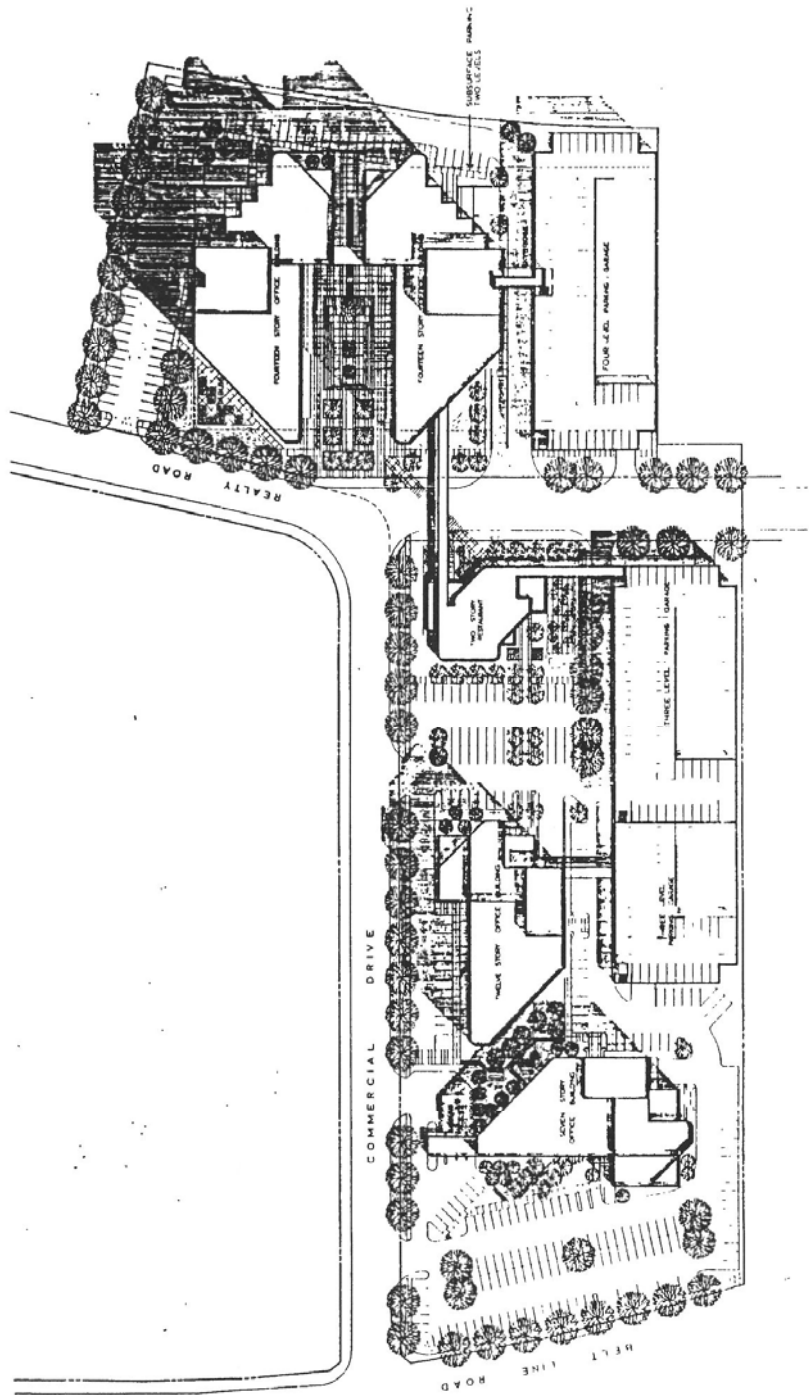 SUBSURFACE PARKING
TWO LEVELS
FOURTEEN STORY OFFICE BUILDING
FOURTEEN STORY OFFICE
FOUR LEVEL PARKING GARAGE
REALTY ROAD
TWO STORY
RESTAURANT
THREE LEVEL PARKING GARAGE
TWELVE STORY OFFICE BUILDING
THREE LEVEL
PARKING GARAGE
COMMERCIAL DRIVE
SEVEN STORY
OFFICE BUILDING
BELT LINE ROAD